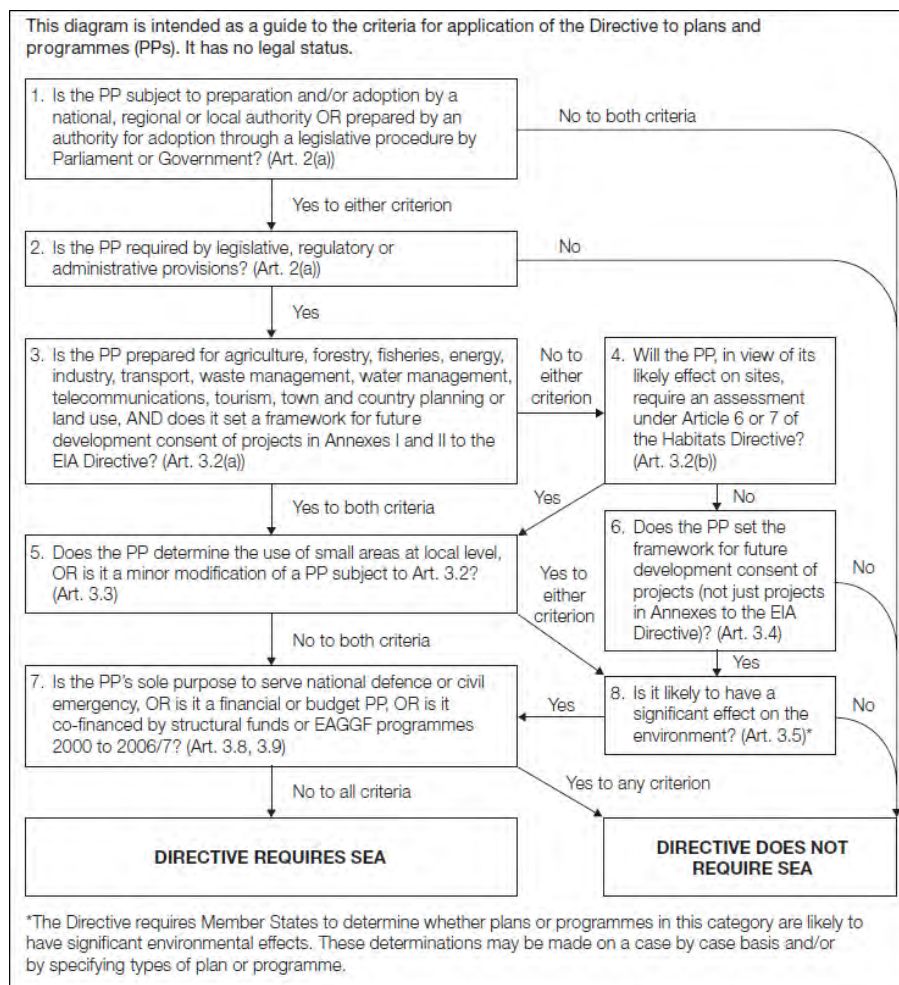 This diagram is intended as a guide to the criteria for application of the Directive to plans and
programmes (PPs). It has no legal status.
1. Is the PP subject to preparation and/or adoption by a
national, regional or local authority OR prepared by an
authority for adoption through a legislative procedure by
Parliament or Government? (Art. 2(a))
No to both criteria
Yes to either criterion
2. Is the PP required by legislative, regulatory or
administrative provisions? (Art. 2(a))
No
Yes
3. Is the PP prepared for agriculture, forestry, fisheries, energy,
industry, transport, waste management, water management,
telecommunications, tourism, town and country planning or
land use, AND does it set a framework for future
development consent of projects in Annexes I and II to the
EIA Directive? (Art. 3.2(a))
No to
either
criterion
4. Will the PP, in view of its
likely effect on sites,
require an assessment
under Article 6 or 7 of
the Habitats Directive?
(Art. 3.2(b))
Yes to both criteria
Yes
No
5. Does the PP determine the use of small areas at local level,
OR is it a minor modification of a PP subject to Art. 3.2?
(Art. 3.3)
Yes to
either
criterion
6. Does the PP set the
framework for future
development consent of
projects (not just projects
in Annexes to the EIA
Directive)? (Art. 3.4)
No
No to both criteria
Yes
7. Is the PP's sole purpose to serve national defence or civil
emergency, OR is it a financial or budget PP, OR is it
co-financed by structural funds or EAGGF programmes
2000 to 2006/7? (Art. 3.8, 3.9)
Yes
8. Is it likely to have a
significant effect on the
environment? (Art. 3.5)*
No
No to all criteria
Yes to any criterion
DIRECTIVE REQUIRES SEA
DIRECTIVE DOES NOT
REQUIRE SEA
*The Directive requires Member States to determine whether plans or programmes in this category are likely to
have significant environmental effects. These determinations may be made on a case by case basis and/or
by specifying types of plan or programme.